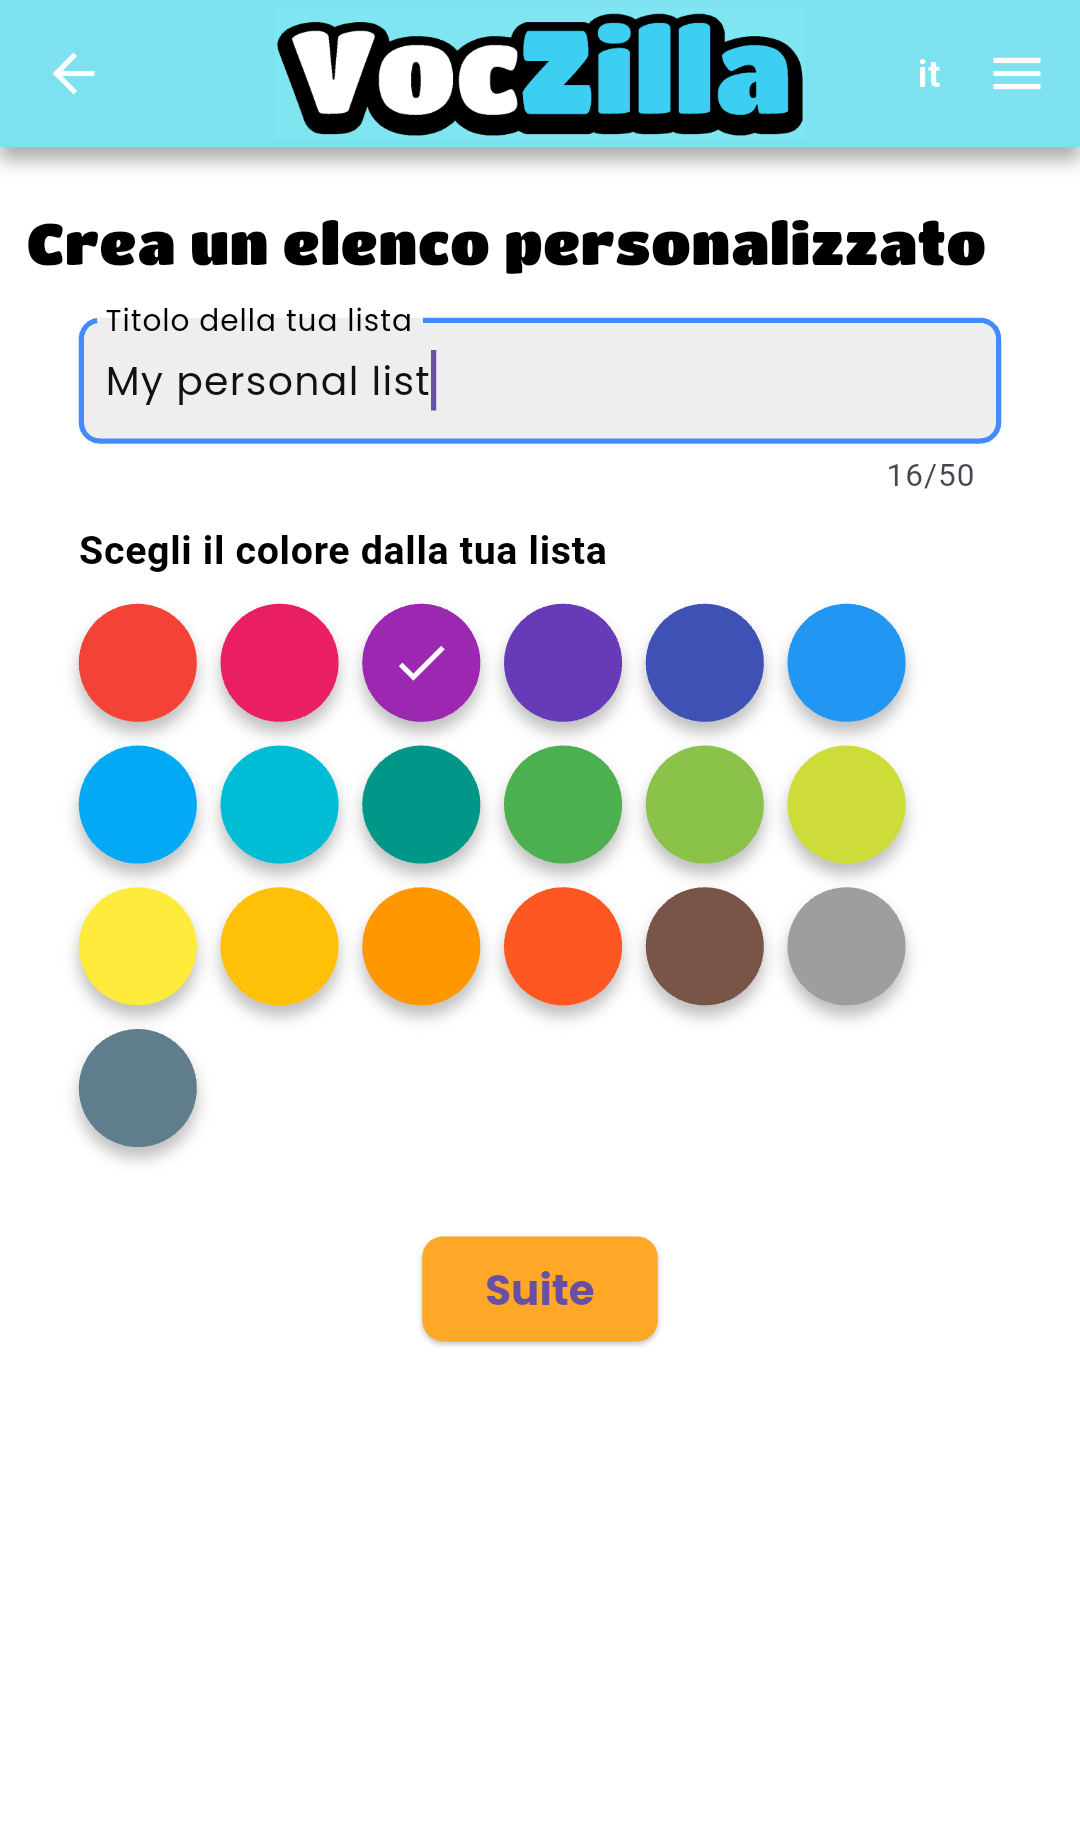 VocZilla
it
Crea un elenco personalizzato
Titolo della tua lista
My personal list
16/50
Scegli il colore dalla tua lista
Suite